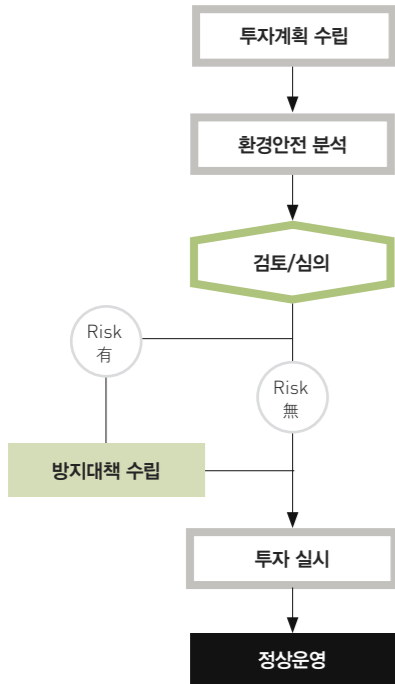 투자계획 수립
환경안전 분석
검토/심의
Risk
有
Risk
無
방지대책 수립
투자 실시
정상운영